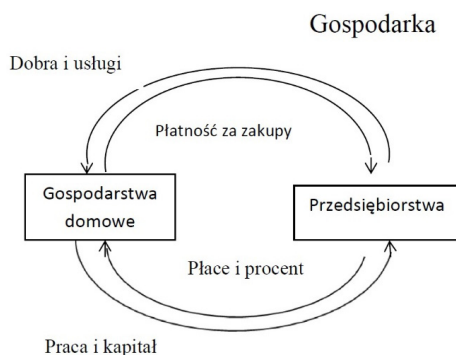 Gospodarka
Dobra i usługi
Płatność za zakupy
Gospodarstwa
domowe
Przedsiębiorstwa
Płace i procent
Praca i kapitał